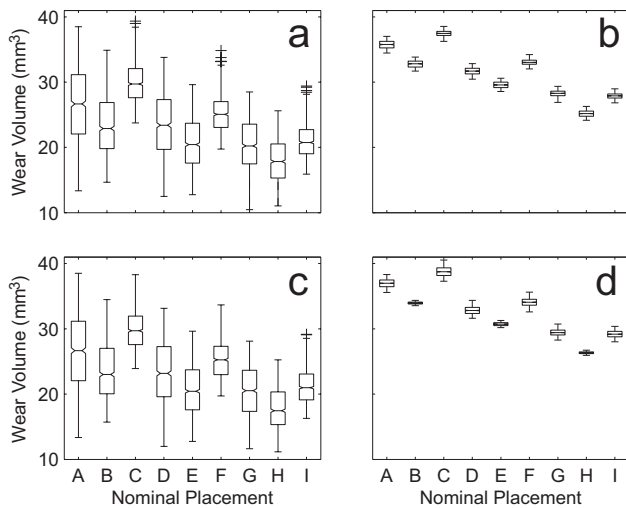 a
b
Wear Volume (mm³)
40
30
20
10
c
d
Wear Volume (mm³)
40
30
20
10
A B C D E F G H I
A B C D E F G H I
Nominal Placement
Nominal Placement